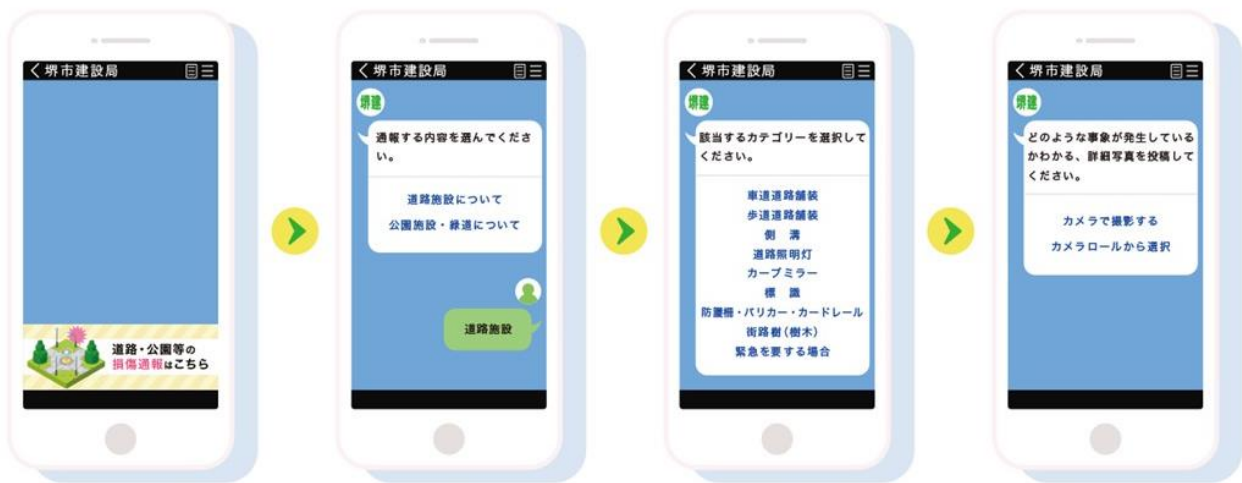 堺市建設局
道路・公園等の
損傷通報はこちら
堺市建設局
堺建
通報する内容を選んでくださ
い。
道路施設について
公園施設・緑道について
道路施設
堺市建設局
堺建
該当するカテゴリーを選択して
ください。
車道道路舗装
歩道道路舗装
側　溝
道路照明灯
カーブミラー
標　識
防護柵・バリカー・カードレール
街路樹(樹木)
緊急を要する場合
堺市建設局
堺建
どのような事象が発生している
かわかる、詳細写真を投稿して
ください。
カメラで撮影する
カメラロールから選択